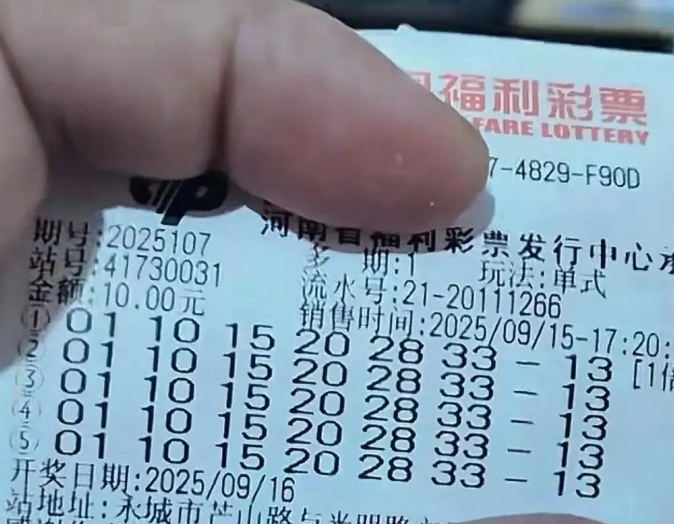 福利彩票
FARE LOTTERY
7-4829-F90D
河南省福利彩票发行中心承
期号:2025107
多 期:1 玩法:单式
站号:41730031
流水号:21-20111266
金额:10.00元
销售时间:2025/09/15-17:20:
① 01 10 15 20 28 33 - 13 [1倍
② 01 10 15 20 28 33 - 13
③ 01 10 15 20 28 33 - 13
④ 01 10 15 20 28 33 - 13
⑤ 01 10 15 20 28 33 - 13
开奖日期:2025/09/16
站地址:永城市芒山路与光明路